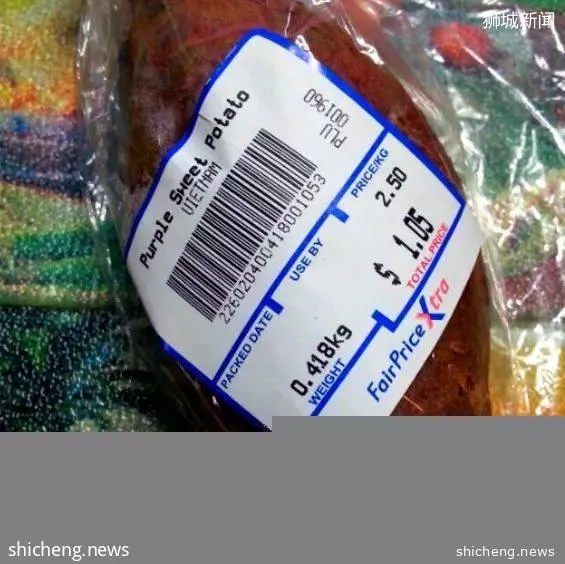 狮城新闻
Purple Sweet Potato
VIETNAM
PLU
001960
226020400418001053
PACKED DATE
USE BY
PRICE/KG
2.50
0.418kg
WEIGHT
$ 1.05
TOTAL PRICE
FairPrice Xtra
shicheng.news
shicheng.news